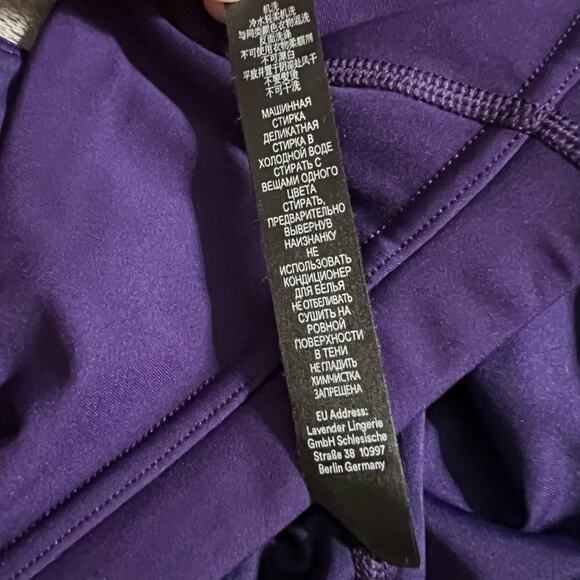 机洗
冷水轻柔机洗
与同类颜色衣物混洗
反面洗涤
不可使用衣物柔顺剂
不可漂白
平放并置于阴凉处风干
不要熨烫
不可干洗
МАШИННАЯ
СТИРКА
ДЕЛИКАТНАЯ
СТИРКА В
ХОЛОДНОЙ ВОДЕ
СТИРАТЬ С
ВЕЩАМИ ОДНОГО
ЦВЕТА
СТИРАТЬ,
ПРЕДВАРИТЕЛЬНО
ВЫВЕРНУВ
НАИЗНАНКУ
НЕ
ИСПОЛЬЗОВАТЬ
КОНДИЦИОНЕР
ДЛЯ БЕЛЬЯ
НЕ ОТБЕЛИВАТЬ
СУШИТЬ НА
РОВНОЙ
ПОВЕРХНОСТИ
В ТЕНИ
НЕ ГЛАДИТЬ
ХИМЧИСТКА
ЗАПРЕЩЕНА
EU Address:
Lavender Lingerie
GmbH Schlesische
Straße 38 10997
Berlin Germany